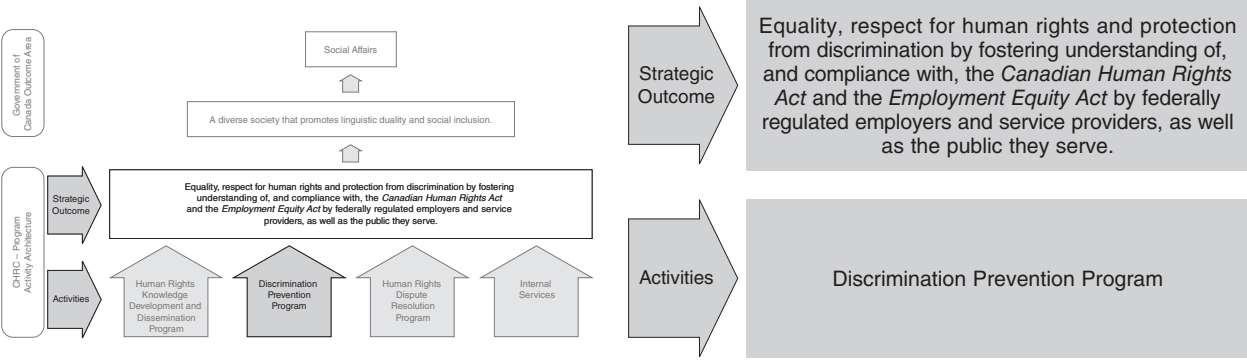 Government of
Canada Outcome Area
Social Affairs
A diverse society that promotes linguistic duality and social inclusion.
CHRC – Program
Activity Architecture
Strategic
Outcome
Equality, respect for human rights and protection from discrimination by fostering
understanding of, and compliance with, the Canadian Human Rights Act
and the Employment Equity Act by federally regulated employers and service
providers, as well as the public they serve.
Activities
Human Rights
Knowledge
Development and
Dissemination
Program
Discrimination
Prevention
Program
Human Rights
Dispute
Resolution
Program
Internal
Services
Strategic
Outcome
Equality, respect for human rights and protection
from discrimination by fostering understanding of,
and compliance with, the Canadian Human Rights
Act and the Employment Equity Act by federally
regulated employers and service providers, as well
as the public they serve.
Activities
Discrimination Prevention Program